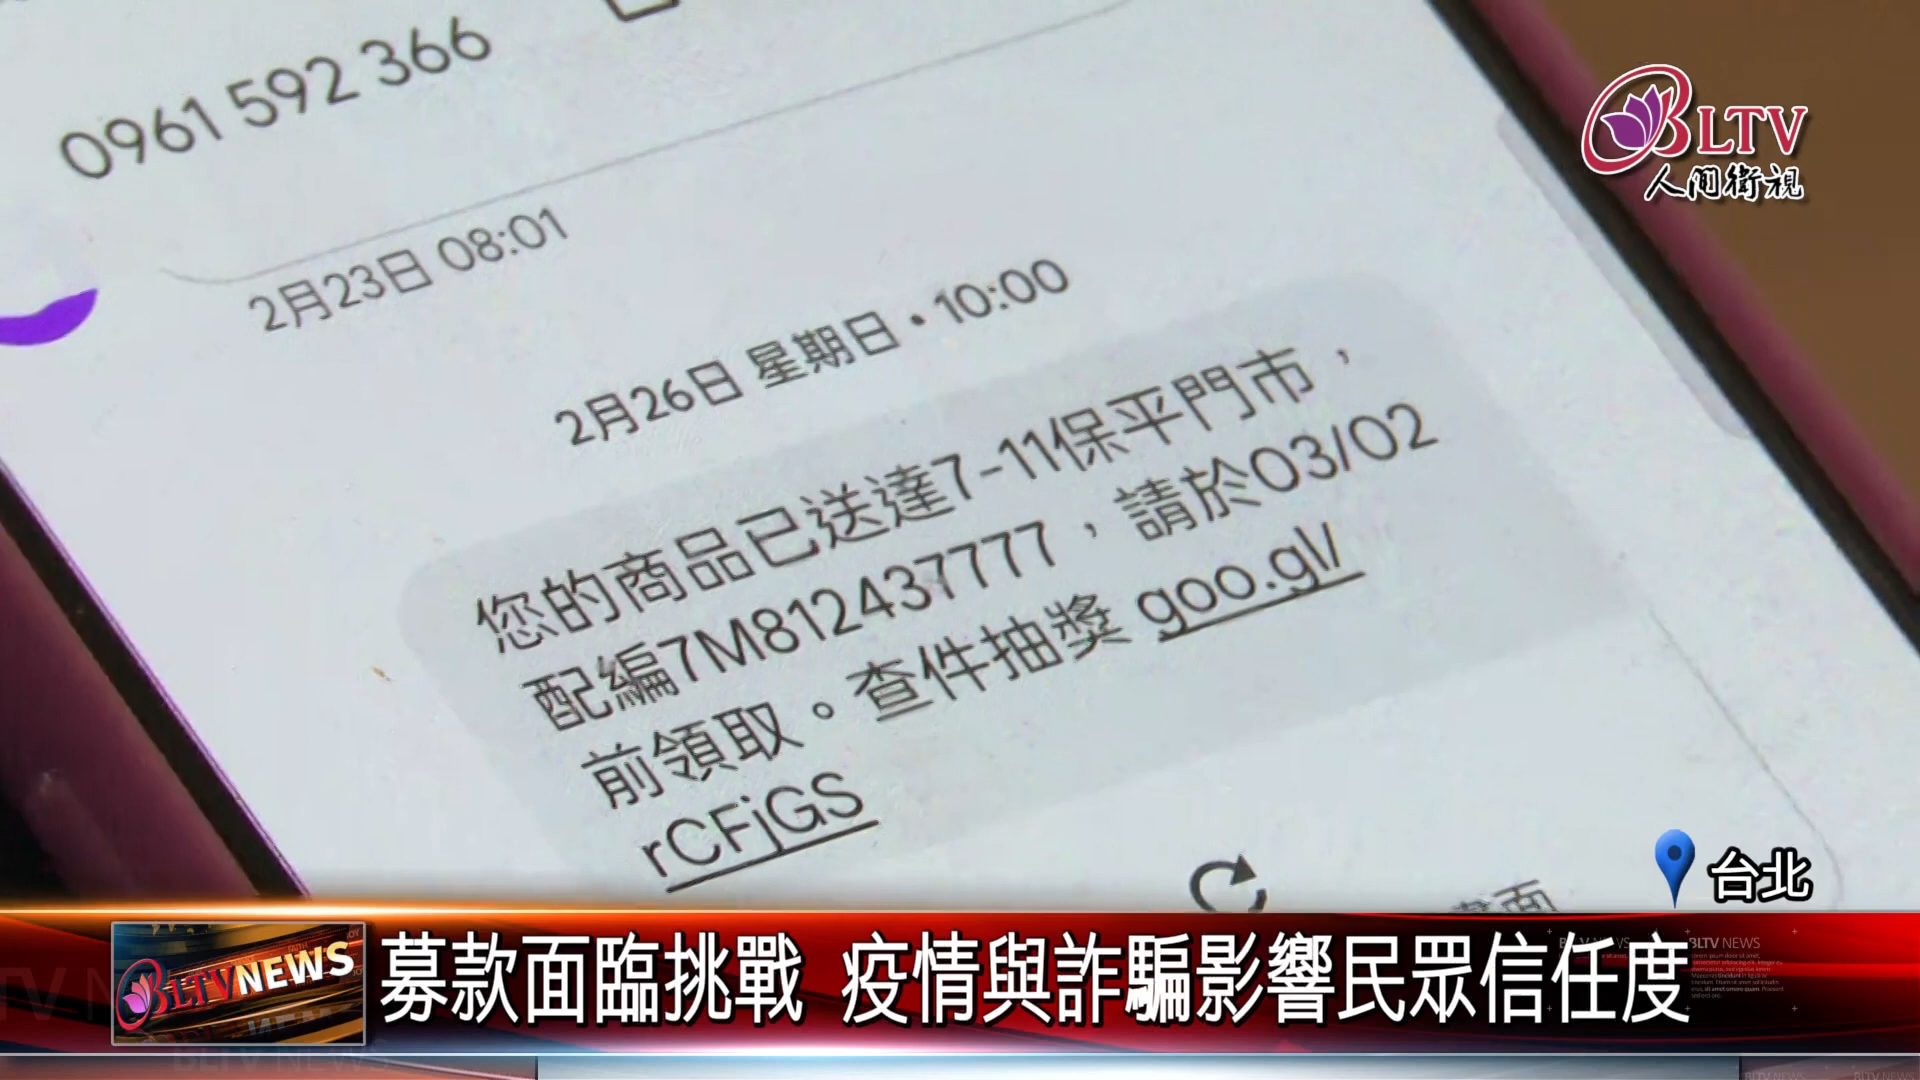 0961 592 366
BLTV
人間衛視
2月23日 08:01
2月26日 星期日 • 10:00
您的商品已送達7-11保平門市，
配編7M812437777，請於03/02
前領取。查件抽獎 goo.gl/
rCFjGS
台北
BLTVNEWS
募款面臨挑戰 疫情與詐騙影響民眾信任度